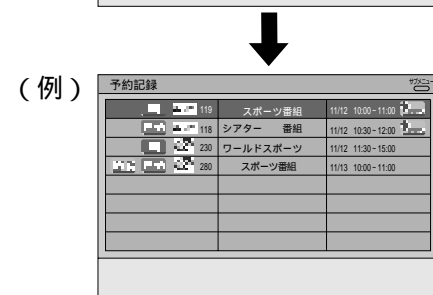 (例)
予約記録 サブメニュー
119 スポーツ番組 11/12 10:00-11:00
118 シアター 番組 11/12 10:30-12:00
230 ワールドスポーツ 11/12 11:30-15:00
280 スポーツ番組 11/13 10:00-11:00